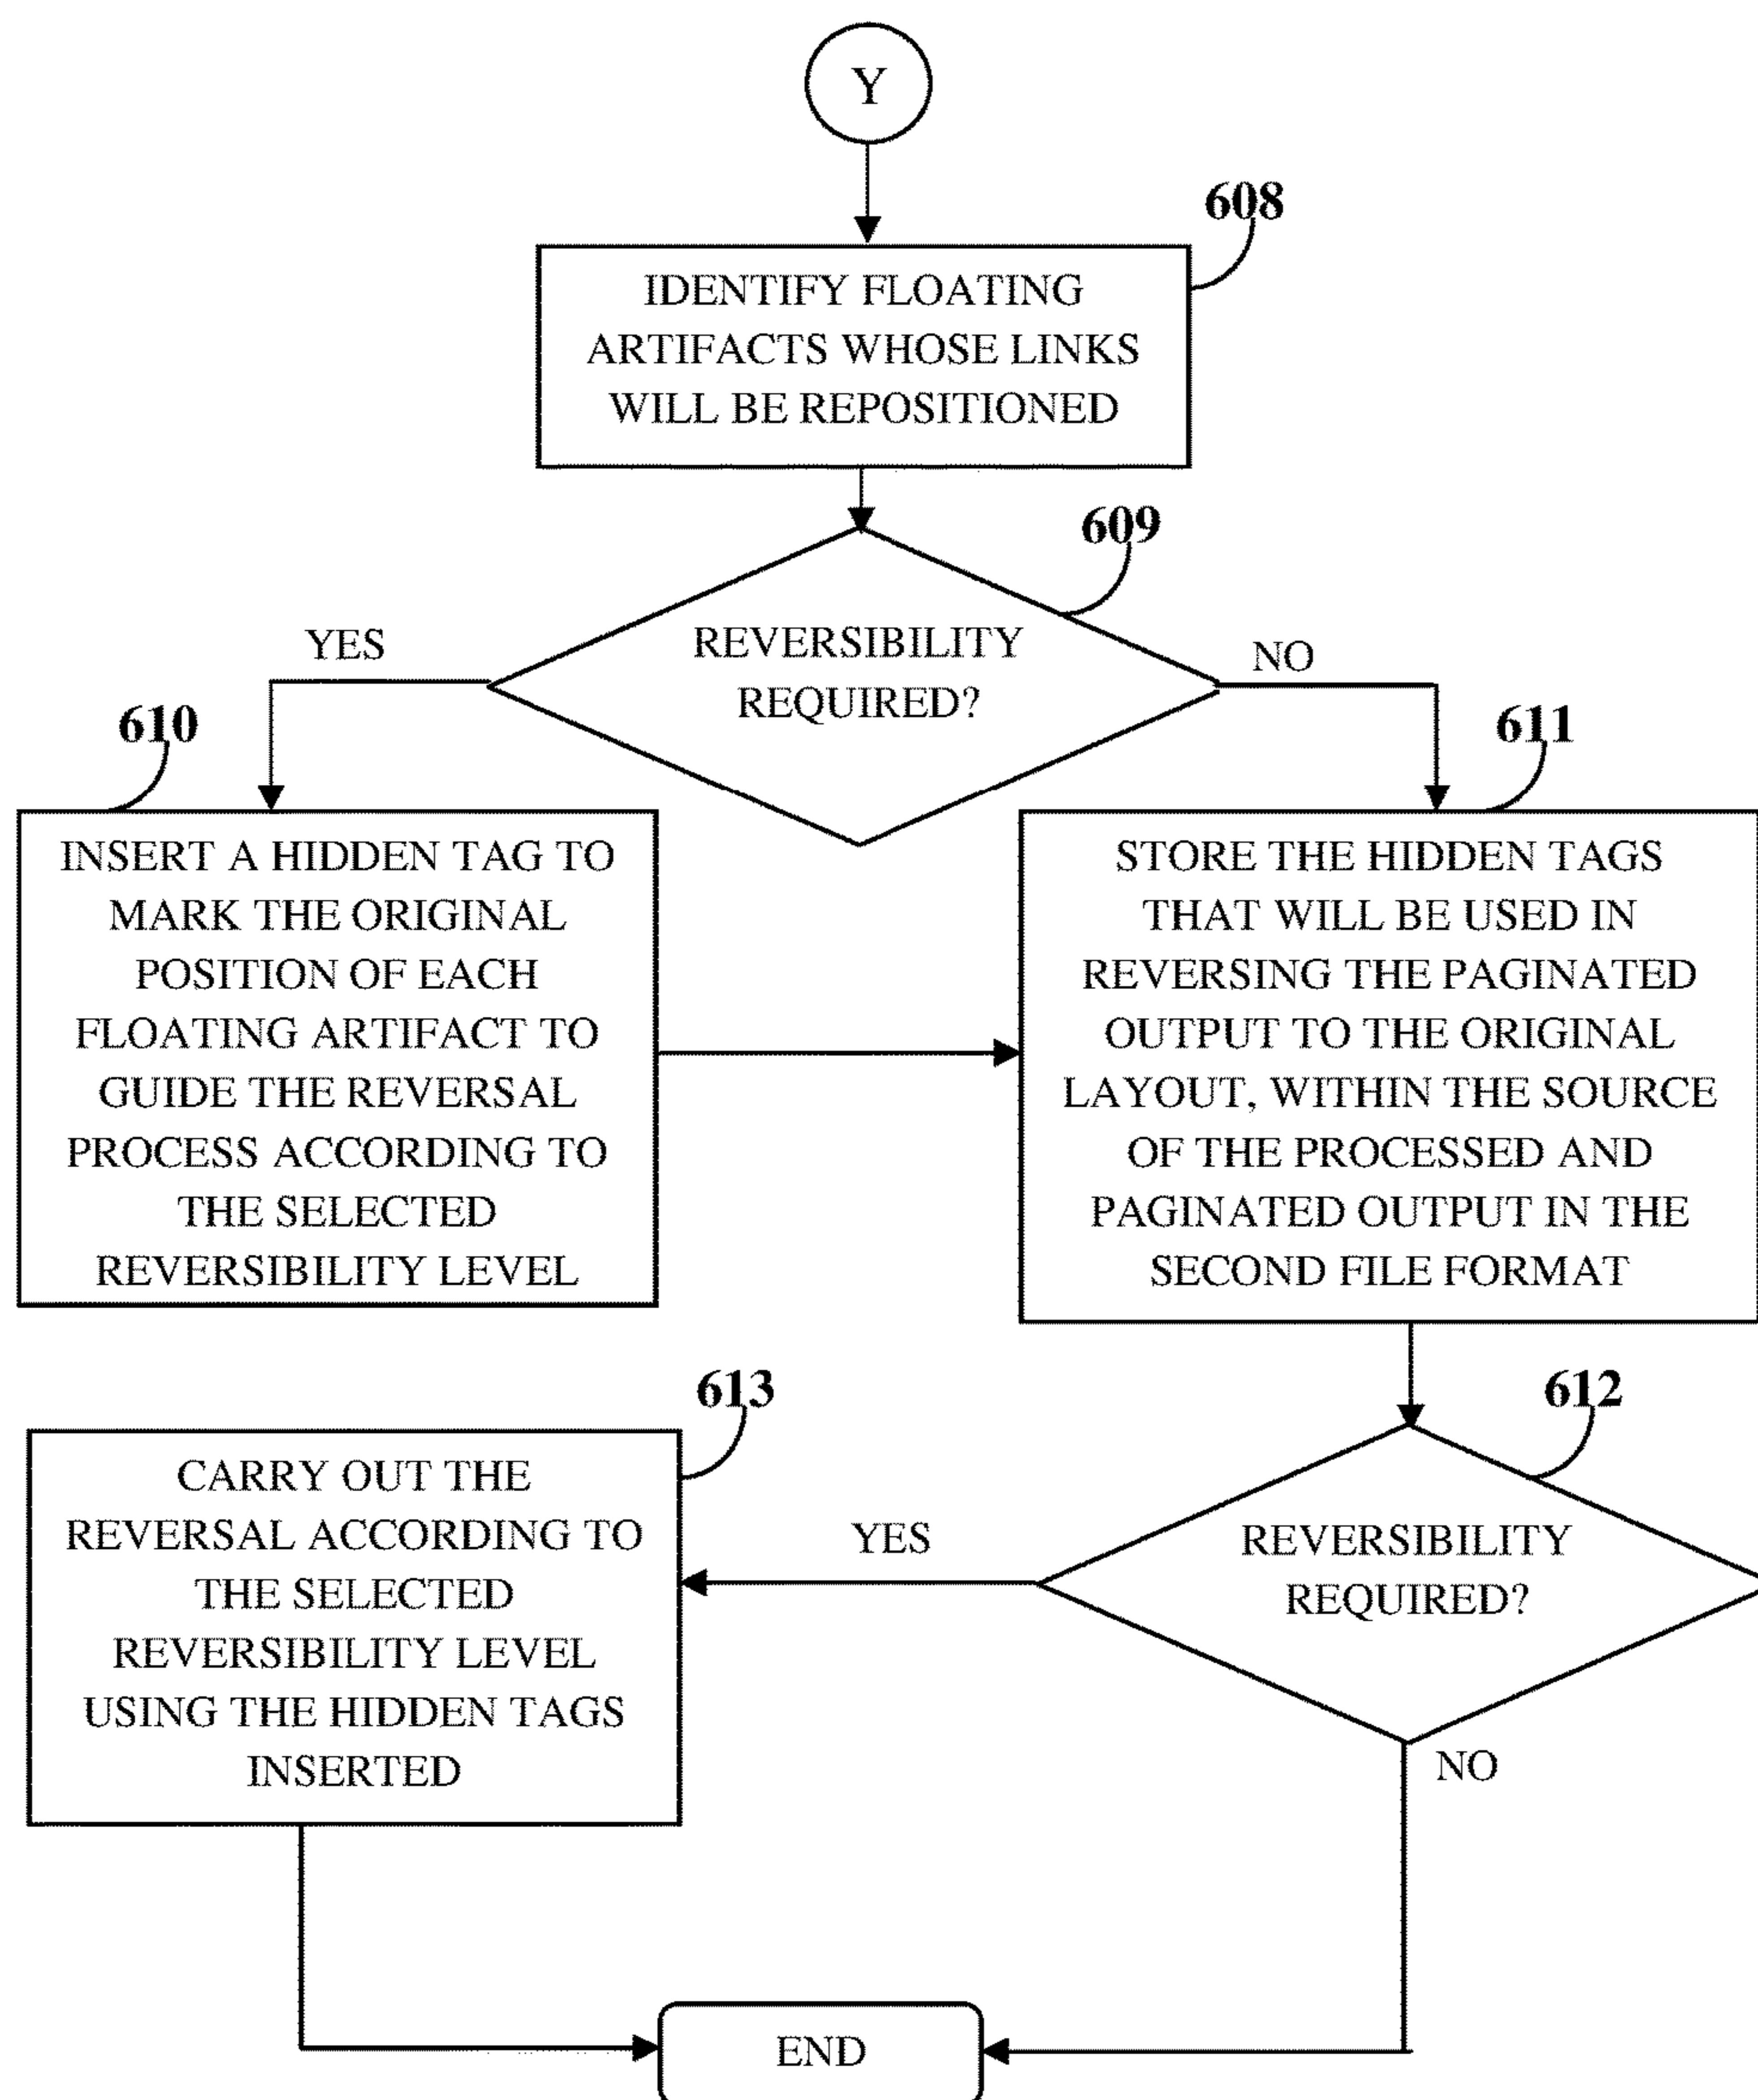 Y
608
IDENTIFY FLOATING
ARTIFACTS WHOSE LINKS
WILL BE REPOSITIONED
609
REVERSIBILITY
REQUIRED?
YES
NO
610
INSERT A HIDDEN TAG TO
MARK THE ORIGINAL
POSITION OF EACH
FLOATING ARTIFACT TO
GUIDE THE REVERSAL
PROCESS ACCORDING TO
THE SELECTED
REVERSIBILITY LEVEL
611
STORE THE HIDDEN TAGS
THAT WILL BE USED IN
REVERSING THE PAGINATED
OUTPUT TO THE ORIGINAL
LAYOUT, WITHIN THE SOURCE
OF THE PROCESSED AND
PAGINATED OUTPUT IN THE
SECOND FILE FORMAT
612
REVERSIBILITY
REQUIRED?
YES
NO
613
CARRY OUT THE
REVERSAL ACCORDING TO
THE SELECTED
REVERSIBILITY LEVEL
USING THE HIDDEN TAGS
INSERTED
END